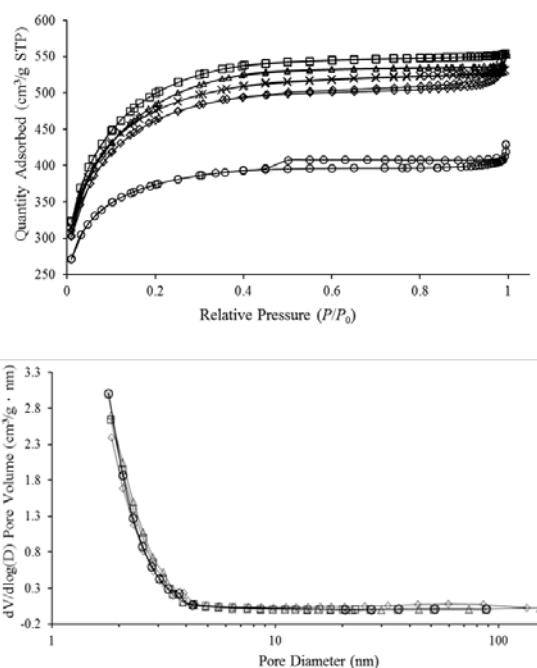 600
550
500
450
400
350
300
250
Quantity Adsorbed (cm³/g STP)
0 0.2 0.4 0.6 0.8 1
Relative Pressure (P/P₀)
3.3
2.8
2.3
1.8
1.3
0.8
0.3
-0.2
dV/dlog(D) Pore Volume (cm³/g · nm)
1 10 100
Pore Diameter (nm)